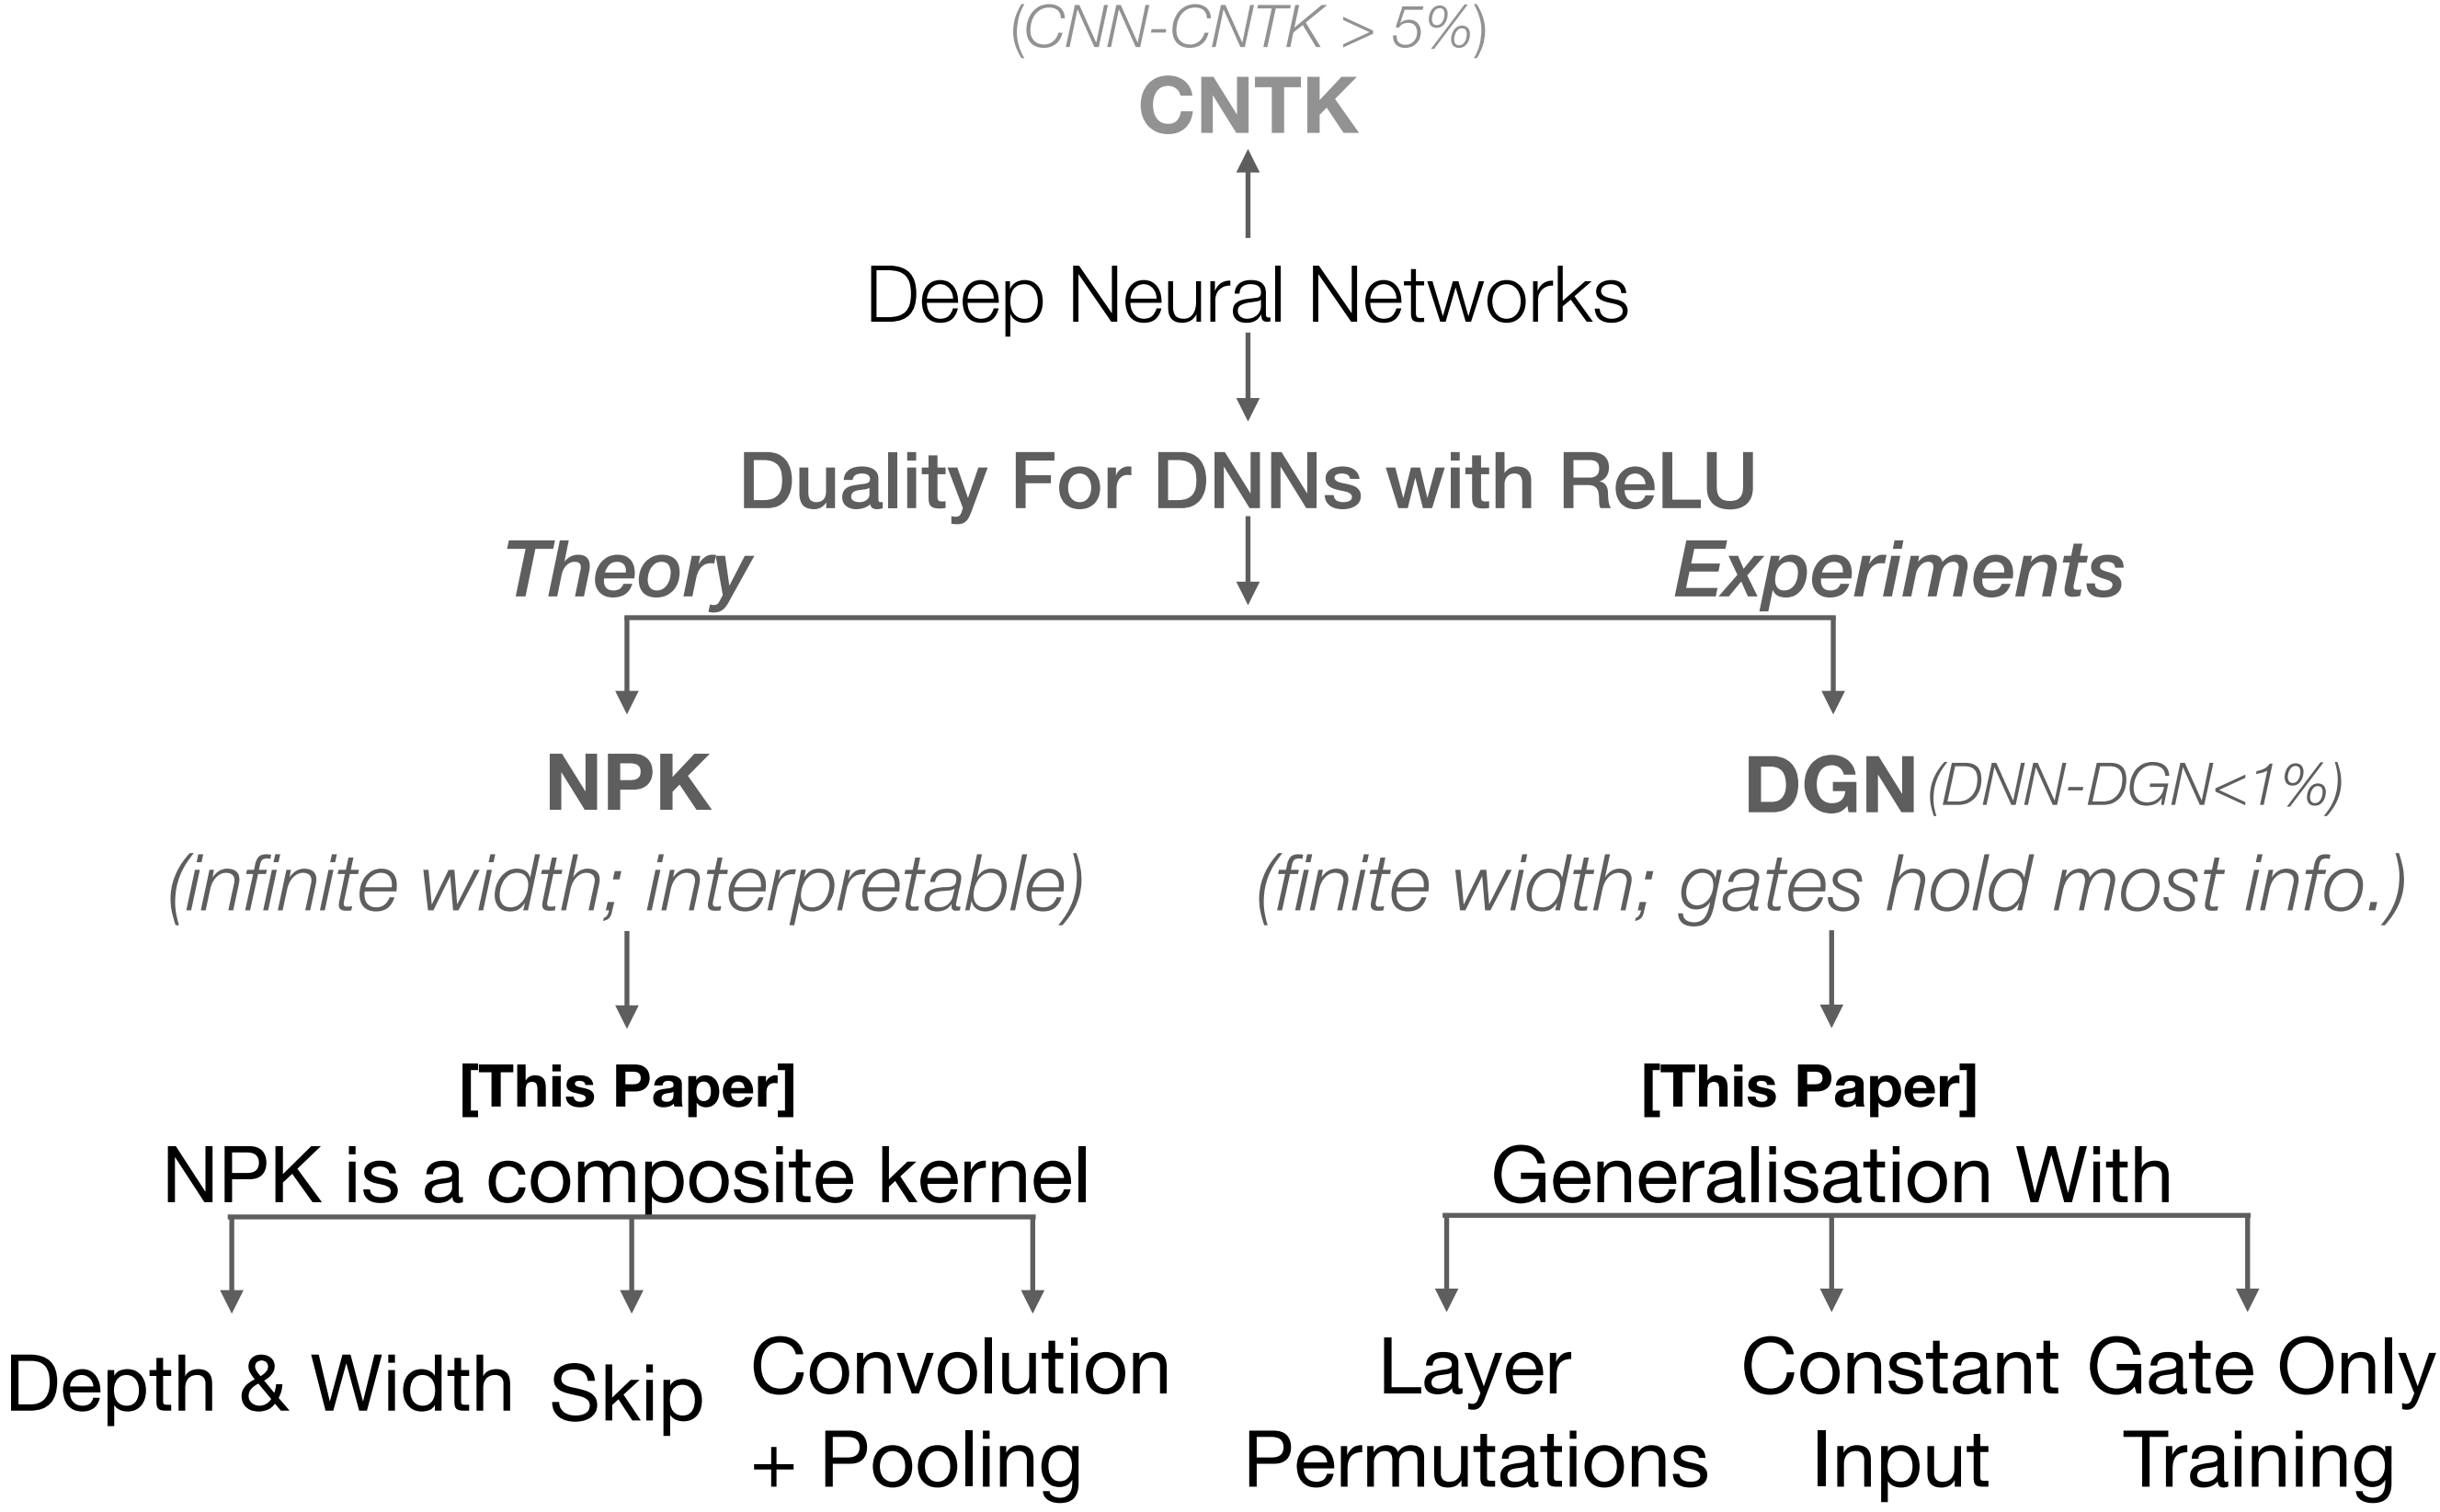 (CNN-CNTK > 5%)
CNTK
Deep Neural Networks
Duality For DNNs with ReLU
Theory
Experiments
NPK
DGN (DNN-DGN<1%)
(infinite width; interpretable)
(finite width; gates hold most info.)
[This Paper]
[This Paper]
NPK is a composite kernel
Generalisation With
Depth & Width
Skip
Convolution
+ Pooling
Layer
Permutations
Constant
Input
Gate Only
Training